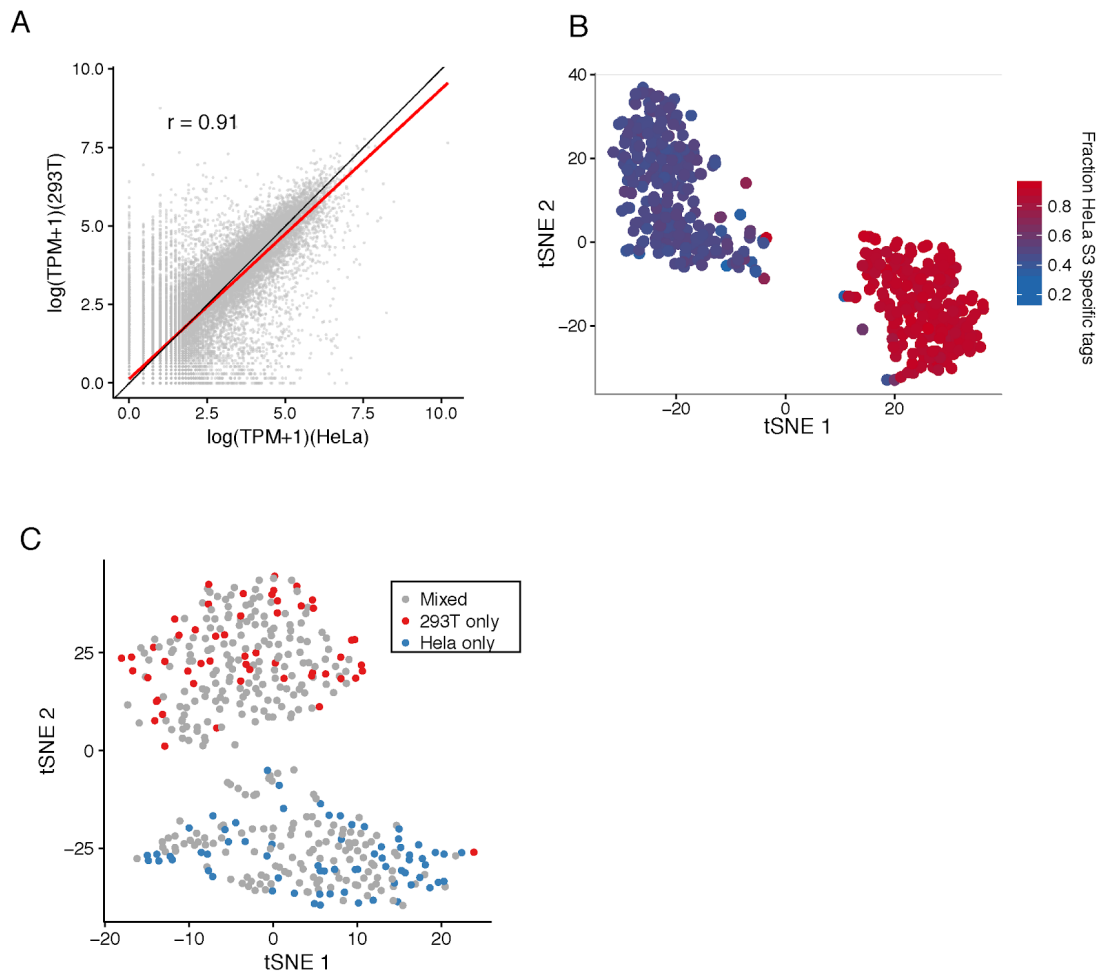 A
10.0
7.5
5.0
2.5
0.0
r = 0.91
log(TPM+1)(293T)
0.0
2.5
5.0
7.5
10.0
log(TPM+1)(HeLa)
B
40
20
0
−20
tSNE 2
−20
0
20
tSNE 1
0.8
0.6
0.4
0.2
Fraction HeLa S3 specific tags
C
25
0
−25
tSNE 2
Mixed
293T only
Hela only
−20
−10
0
10
20
tSNE 1